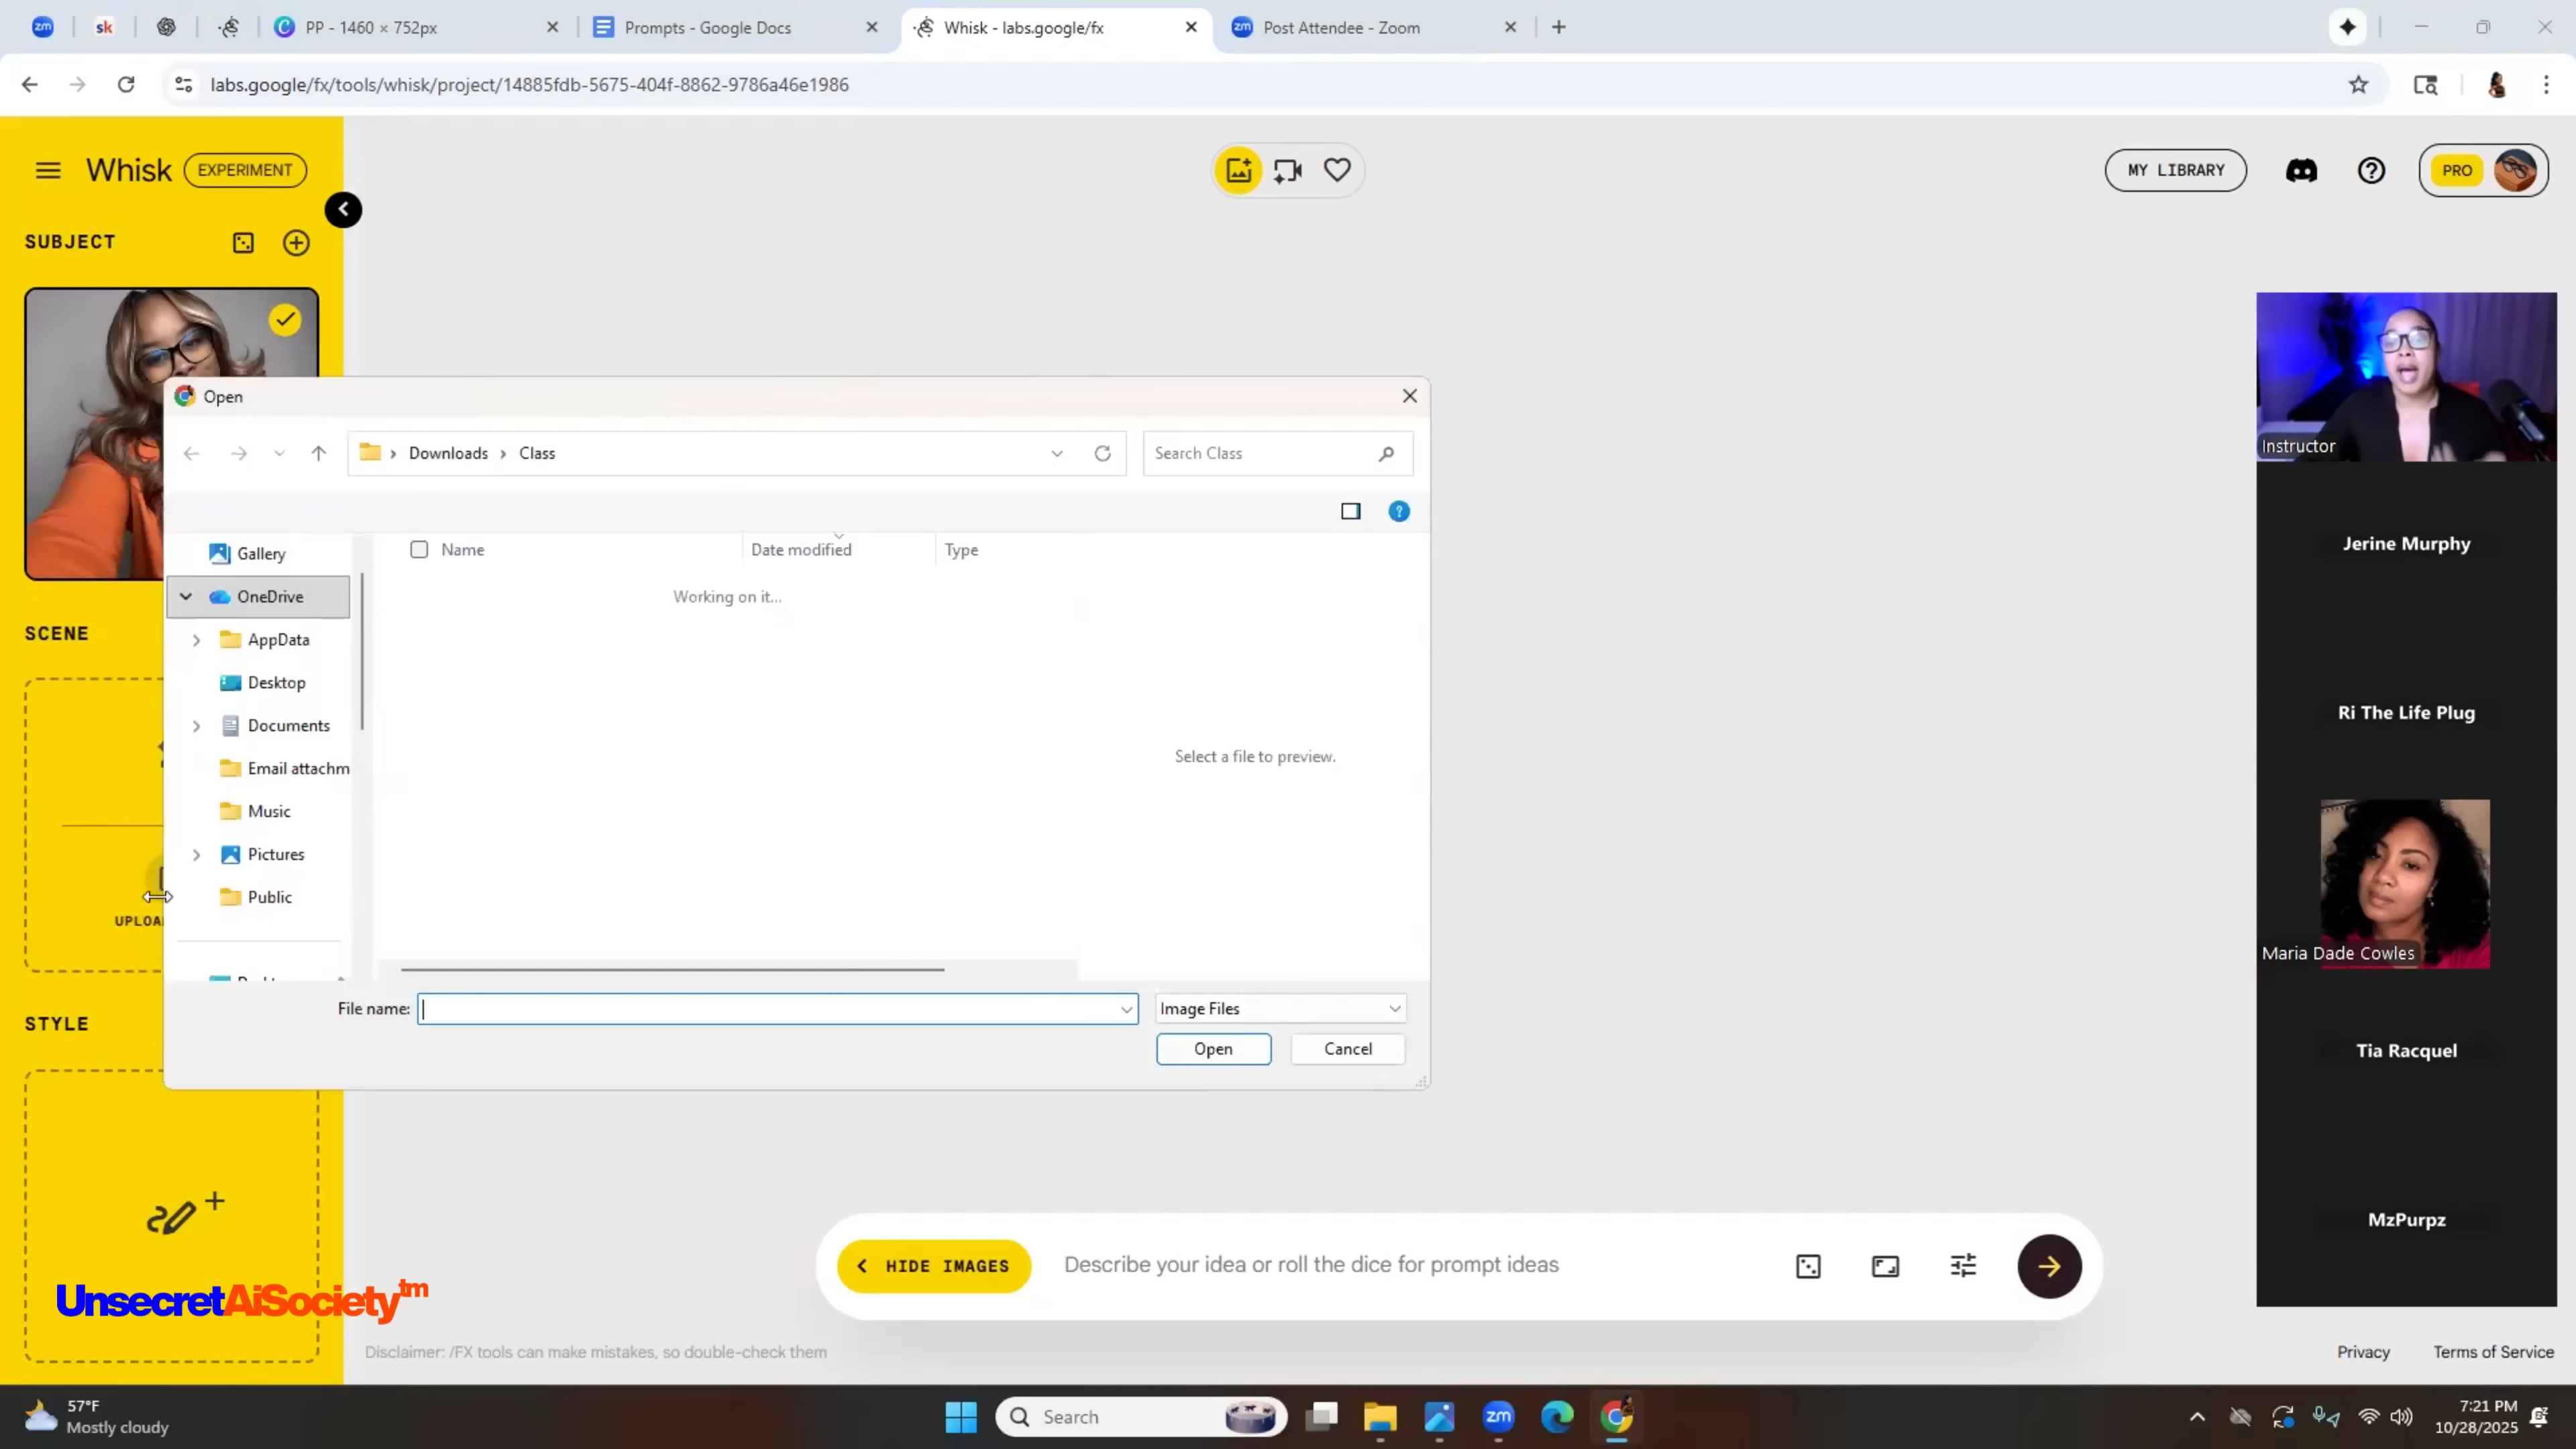 zm
sk
PP - 1460 × 752px
Prompts - Google Docs
Whisk - labs.google/fx
zm
Post Attendee - Zoom
labs.google/fx/tools/whisk/project/14885fdb-5675-404f-8862-9786a46e1986
Whisk
EXPERIMENT
MY LIBRARY
PRO
SUBJECT
Open
Downloads
Class
Search Class
Name
Date modified
Type
Working on it...
Select a file to preview.
Gallery
OneDrive
AppData
Desktop
Documents
Email attachm
Music
Pictures
Public
File name:
Image Files
Open
Cancel
SCENE
STYLE
Instructor
Jerine Murphy
Ri The Life Plug
Maria Dade Cowles
Tia Racquel
MzPurpz
HIDE IMAGES
Describe your idea or roll the dice for prompt ideas
UnsecretAiSociety™
Disclaimer: /FX tools can make mistakes, so double-check them
Privacy
Terms of Service
57°F
Mostly cloudy
Search
zm
7:21 PM
10/28/2025